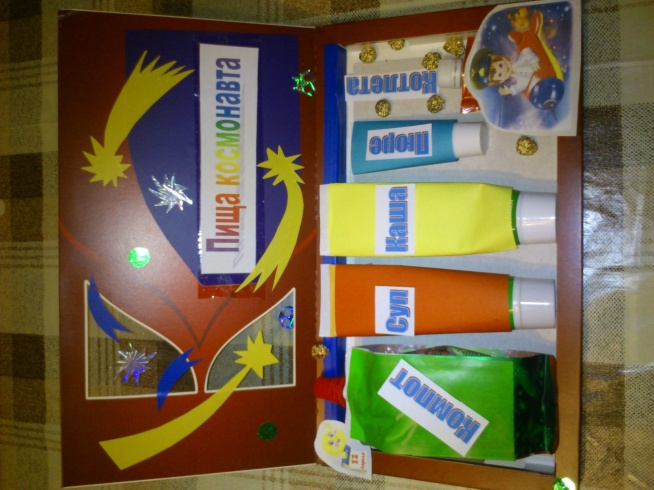 Пища космонавта
Котлета
Пюре
Каша
Суп
Компот